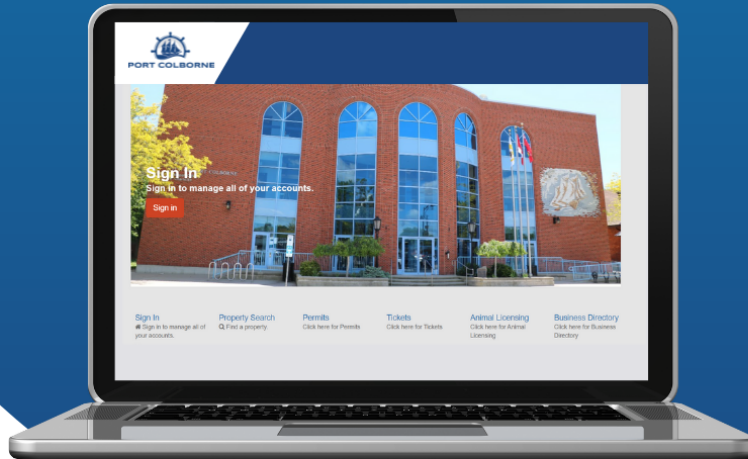 PORT COLBORNE
Sign In
Sign in to manage all of your accounts.
Sign in
Sign In
Sign in to manage all of
your accounts.
Property Search
Find a property.
Permits
Click here for Permits
Tickets
Click here for Tickets
Animal Licensing
Click here for Animal
Licensing
Business Directory
Click here for Business
Directory